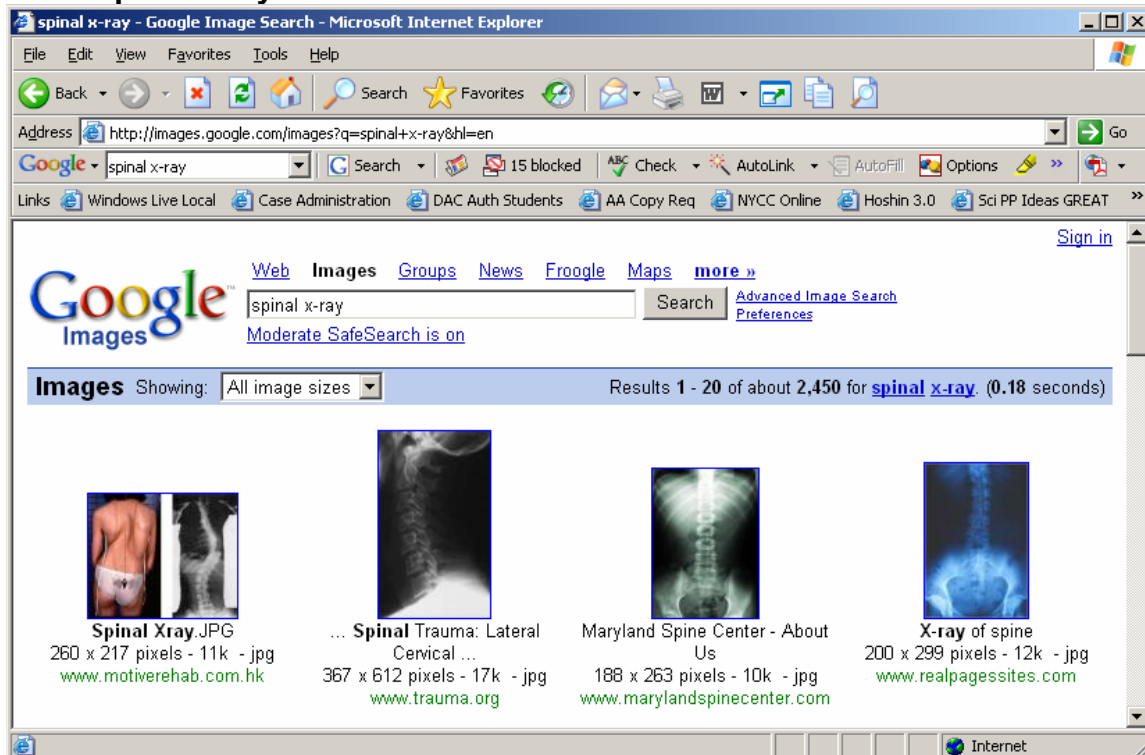 spinal x-ray - Google Image Search - Microsoft Internet Explorer
File Edit View Favorites Tools Help
Back Search Favorites
Address http://images.google.com/images?q=spinal+x-ray&hl=en Go
Google spinal x-ray Search 15 blocked ABC Check AutoLink AutoFill Options »
Links Windows Live Local Case Administration DAC Auth Students AA Copy Req NYCC Online Hoshin 3.0 Sci PP Ideas GREAT »
Sign in
Google™ Images
Web Images Groups News Froogle Maps more »
spinal x-ray Search Advanced Image Search
Preferences
Moderate SafeSearch is on
Images Showing: All image sizes Results 1 - 20 of about 2,450 for spinal x-ray. (0.18 seconds)
Spinal Xray.JPG
260 x 217 pixels - 11k - jpg
www.motiverehab.com.hk
... Spinal Trauma: Lateral
Cervical ...
367 x 612 pixels - 17k - jpg
www.trauma.org
Maryland Spine Center - About
Us
188 x 263 pixels - 10k - jpg
www.marylandspinecenter.com
X-ray of spine
200 x 299 pixels - 12k - jpg
www.realpagessites.com
Internet